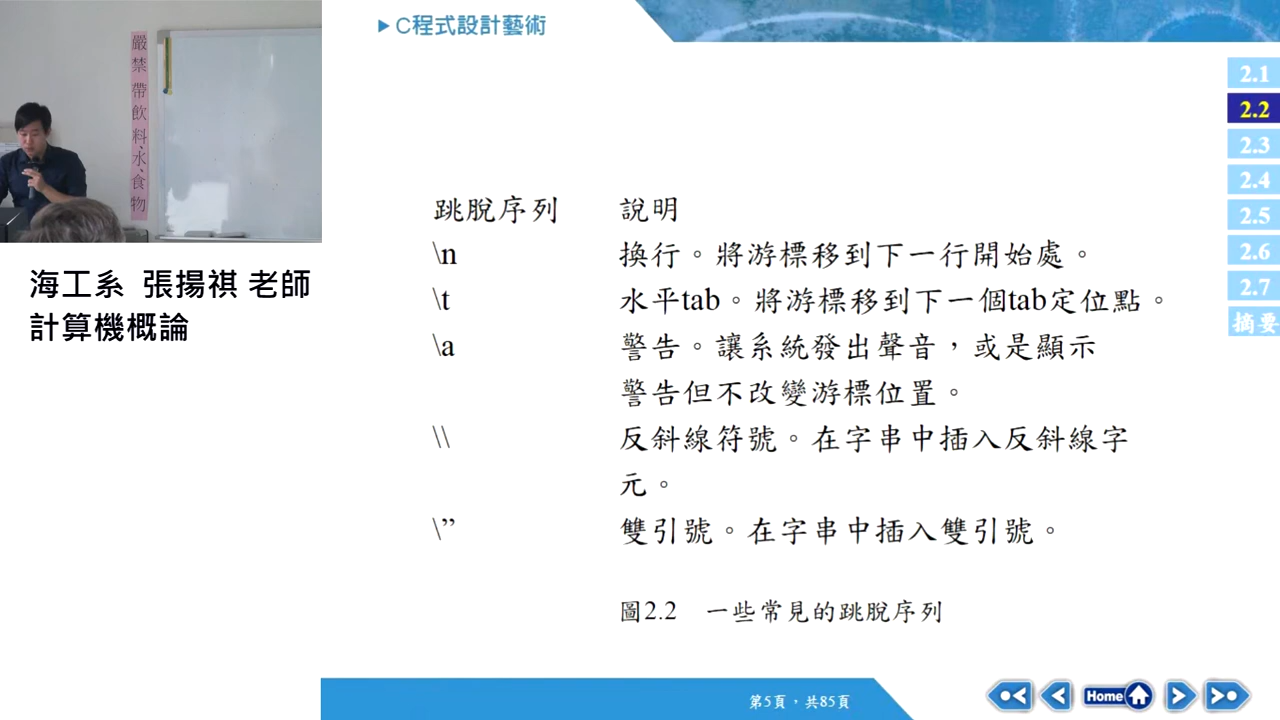 嚴禁帶飲料、水、食物
海工系 張揚祺 老師
計算機概論
C程式設計藝術
2.1
2.2
2.3
2.4
2.5
2.6
2.7
摘要
跳脫序列 說明
\n 換行。將游標移到下一行開始處。
\t 水平tab。將游標移到下一個tab定位點。
\a 警告。讓系統發出聲音，或是顯示
警告但不改變游標位置。
\\ 反斜線符號。在字串中插入反斜線字
元。
\” 雙引號。在字串中插入雙引號。
圖2.2 一些常見的跳脫序列
第5頁，共85頁
Home